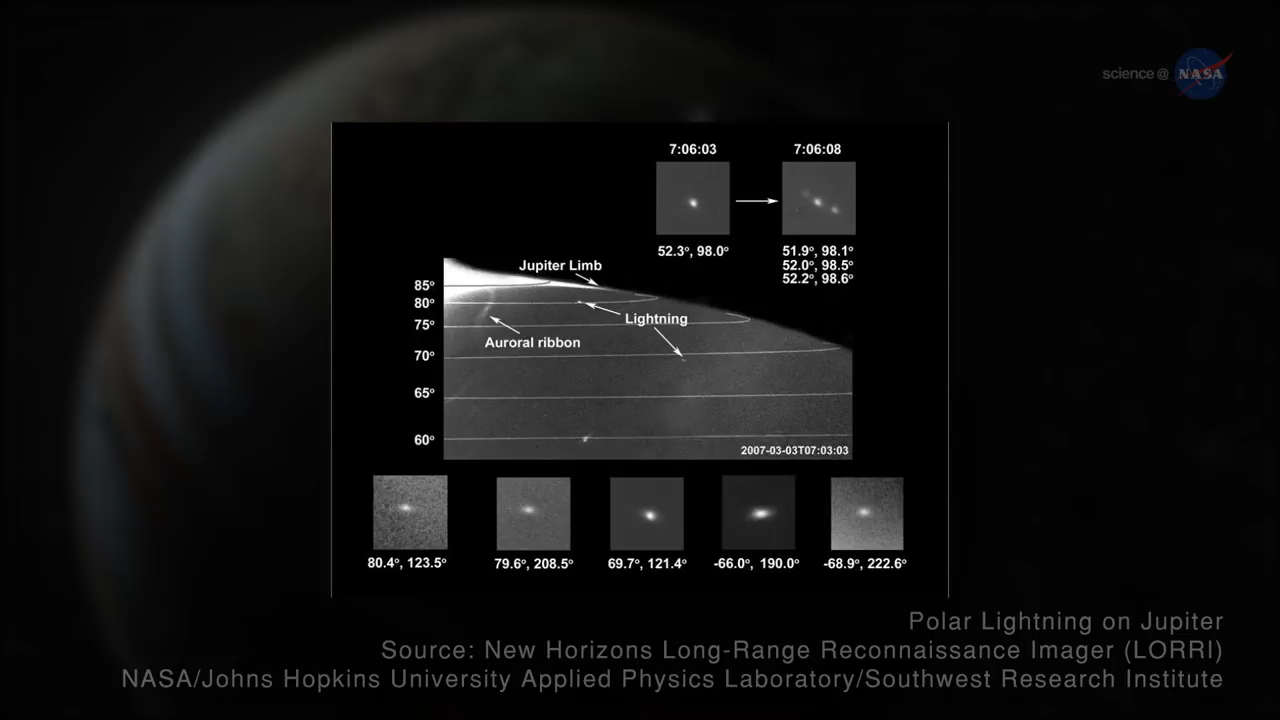 science@ NASA
7:06:03
7:06:08
52.3°, 98.0°
51.9°, 98.1°
52.0°, 98.5°
52.2°, 98.6°
Jupiter Limb
85°
80°
Lightning
75°
Auroral ribbon
70°
65°
60°
2007-03-03T07:03:03
80.4°, 123.5°
79.6°, 208.5°
69.7°, 121.4°
-66.0°, 190.0°
-68.9°, 222.6°
Polar Lightning on Jupiter
Source: New Horizons Long-Range Reconnaissance Imager (LORRI)
NASA/Johns Hopkins University Applied Physics Laboratory/Southwest Research Institute